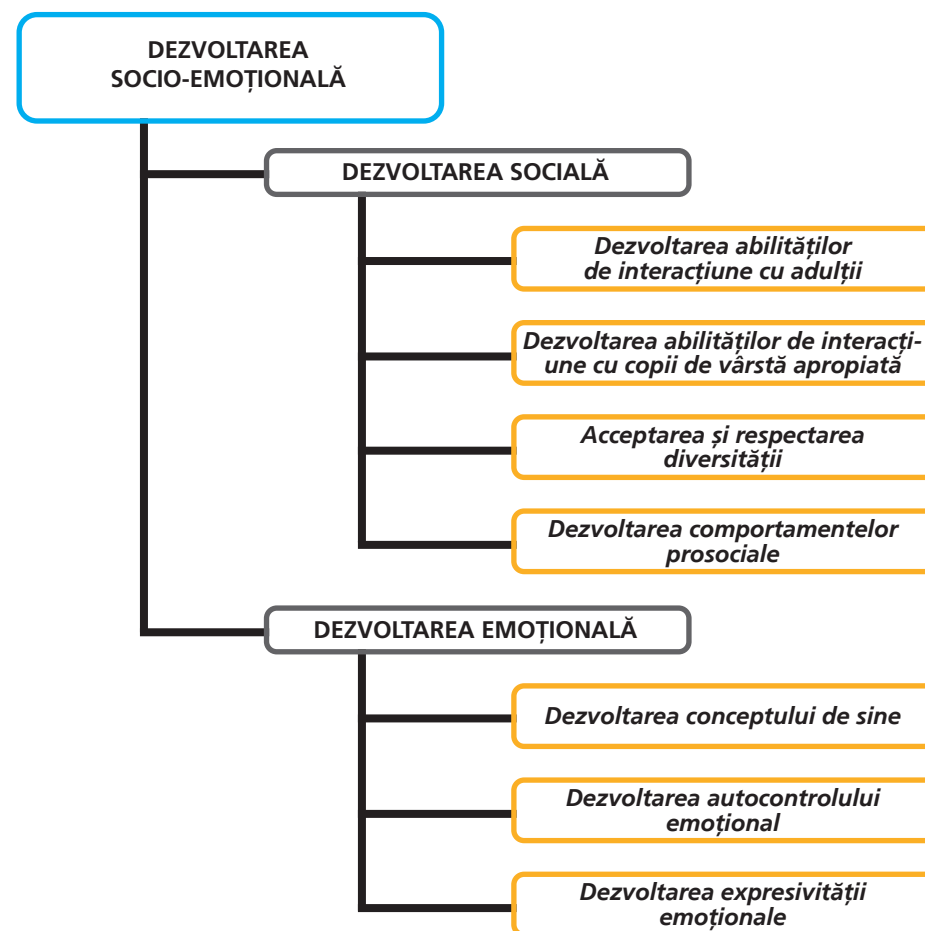 DEZVOLTAREA
SOCIO-EMOȚIONALĂ
DEZVOLTAREA SOCIALĂ
Dezvoltarea abilităților
de interacțiune cu adulții
Dezvoltarea abilităților de interacți-
une cu copii de vârstă apropiată
Acceptarea și respectarea
diversității
Dezvoltarea comportamentelor
prosociale
DEZVOLTAREA EMOȚIONALĂ
Dezvoltarea conceptului de sine
Dezvoltarea autocontrolului
emoțional
Dezvoltarea expresivității
emoționale